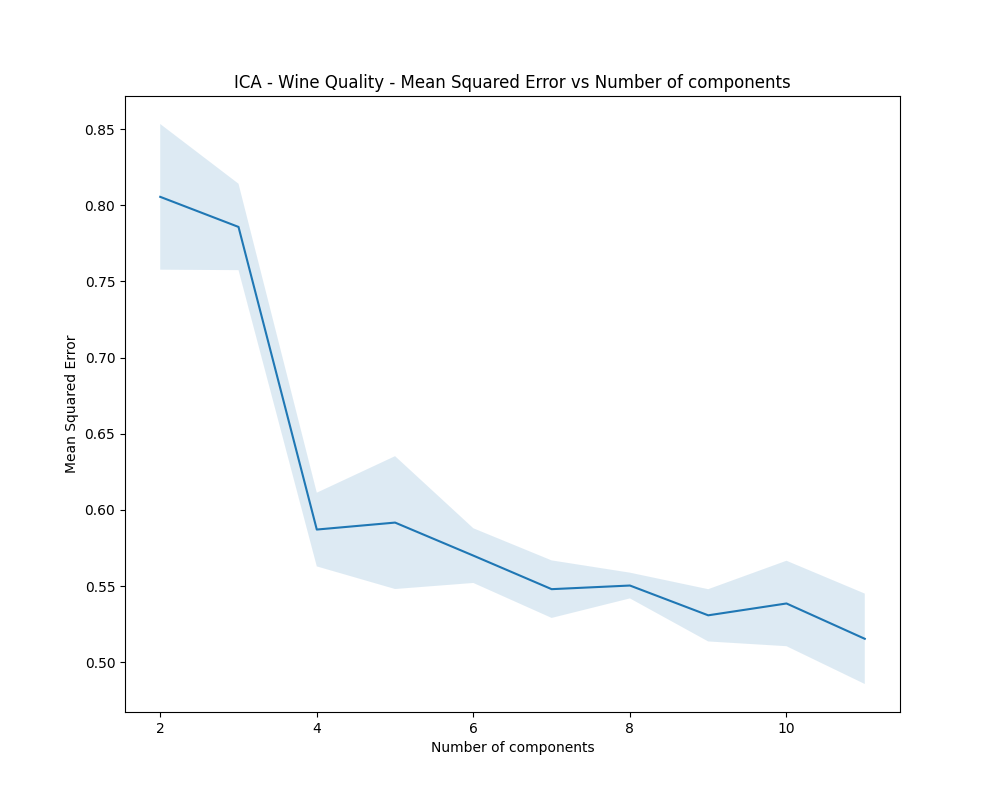 ICA - Wine Quality - Mean Squared Error vs Number of components
0.85
0.80
0.75
0.70
0.65
0.60
0.55
0.50
Mean Squared Error
2 4 6 8 10
Number of components